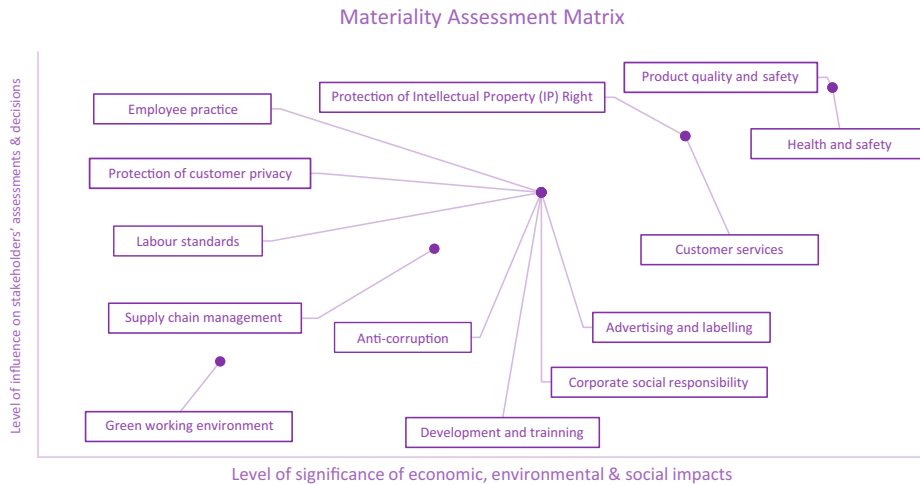 Materiality Assessment Matrix
Level of influence on stakeholders' assessments & decisions
Product quality and safety
Protection of Intellectual Property (IP) Right
Employee practice
Health and safety
Protection of customer privacy
Labour standards
Customer services
Supply chain management
Anti-corruption
Advertising and labelling
Corporate social responsibility
Green working environment
Development and trainning
Level of significance of economic, environmental & social impacts